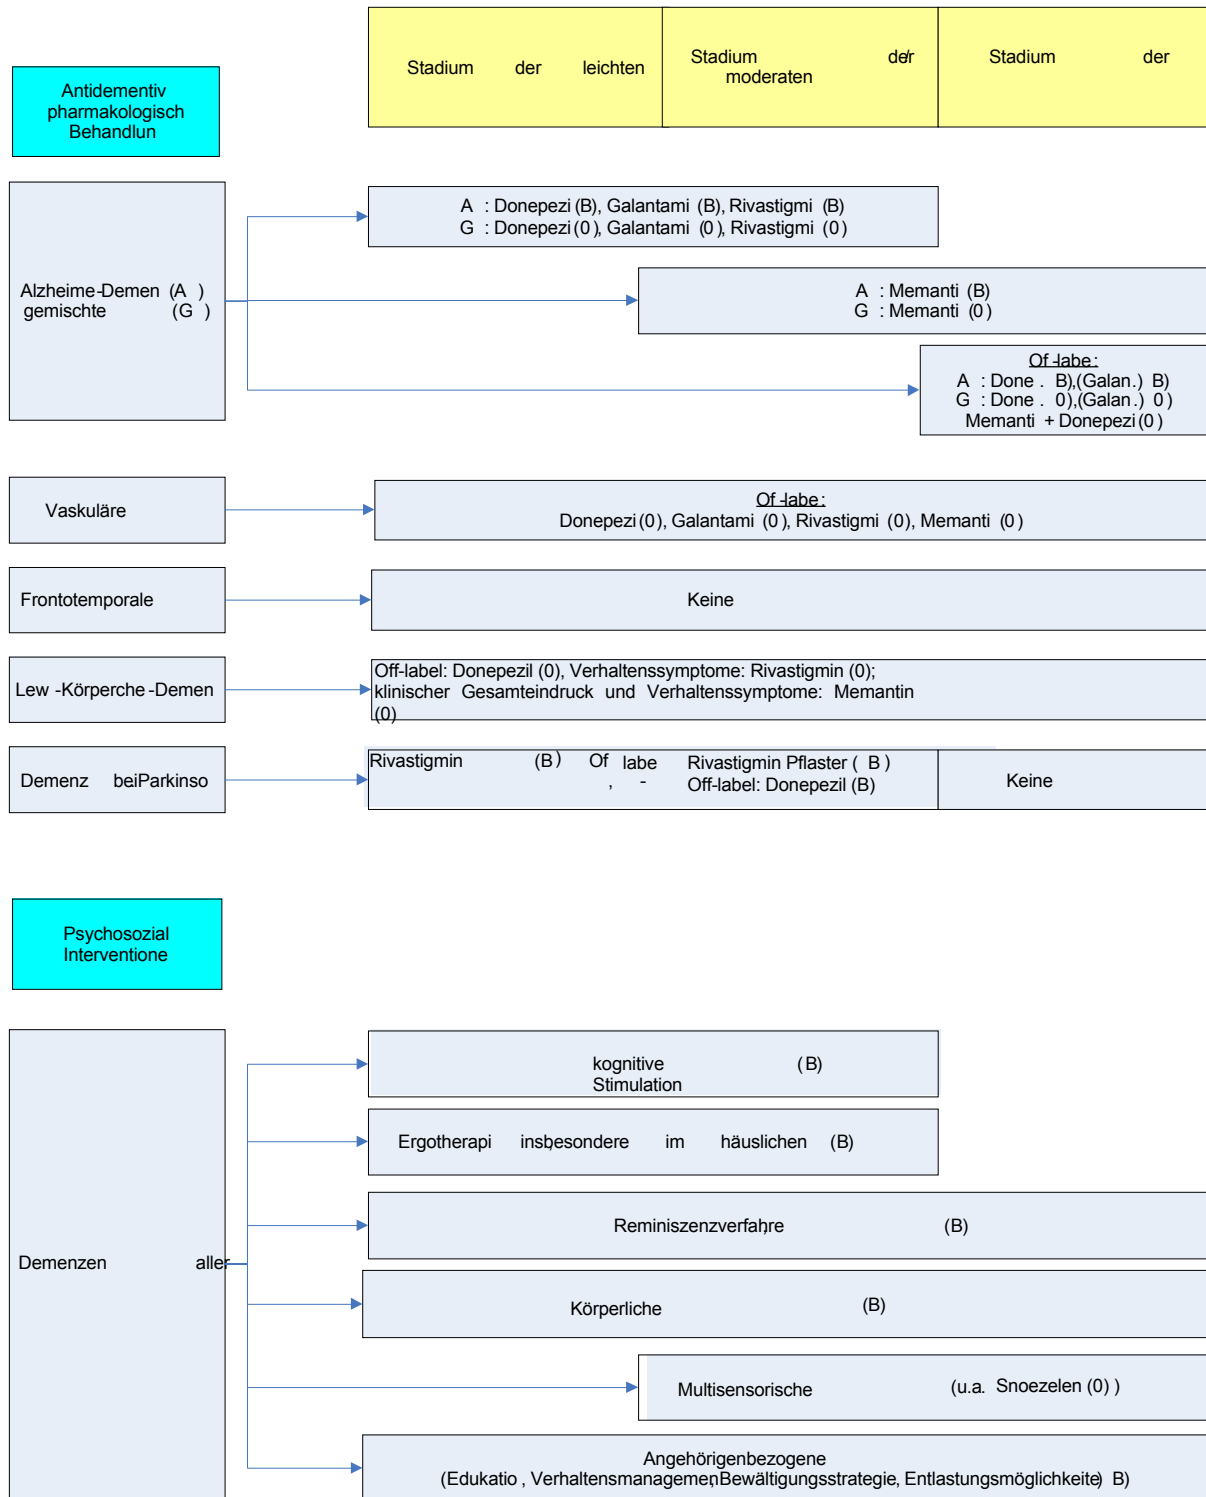 Stadium der leichten
Stadium der
moderaten
Stadium der
Antidementiv
pharmakologisch
Behandlun
A : Donepezi (B), Galantami (B), Rivastigmi (B)
G : Donepezi (0), Galantami (0), Rivastigmi (0)
Alzheime-Demen (A )
gemischte (G )
A : Memanti (B)
G : Memanti (0)
Of -labe :
A : Done . B),(Galan.) B)
G : Done . 0),(Galan.) 0)
Memanti + Donepezi (0)
Vaskuläre
Of -labe :
Donepezi (0), Galantami (0), Rivastigmi (0), Memanti (0)
Frontotemporale
Keine
Lew -Körperche -Demen
Off-label: Donepezil (0), Verhaltenssymptome: Rivastigmin (0);
klinischer Gesamteindruck und Verhaltenssymptome: Memantin
(0)
Demenz bei Parkinso
Rivastigmin (B) Of labe
, -
Rivastigmin Pflaster ( B )
Off-label: Donepezil (B)
Keine
Psychosozial
Interventione
Demenzen aller
kognitive (B)
Stimulation
Ergotherapi insbesondere im häuslichen (B)
Reminiszenzverfahre, (B)
Körperliche (B)
Multisensorische (u.a. Snoezelen (0) )
Angehörigenbezogene
(Edukatio , Verhaltensmanagemen, Bewältigungsstrategie, Entlastungsmöglichkeite) B)